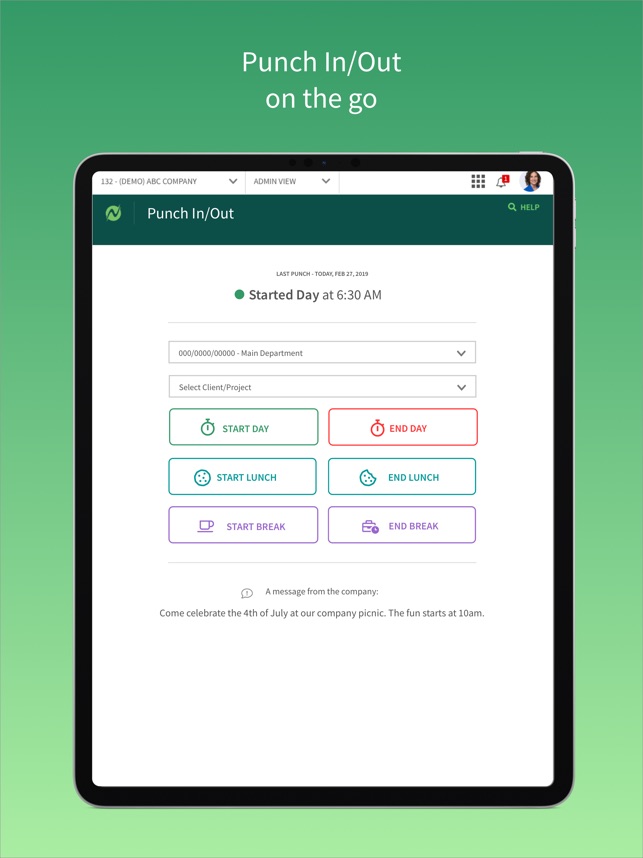 Punch In/Out
on the go
132 - (DEMO) ABC COMPANY
ADMIN VIEW
1
Punch In/Out
HELP
LAST PUNCH - TODAY, FEB 27, 2019
Started Day at 6:30 AM
000/0000/00000 - Main Department
Select Client/Project
START DAY
END DAY
START LUNCH
END LUNCH
START BREAK
END BREAK
A message from the company:
Come celebrate the 4th of July at our company picnic. The fun starts at 10am.